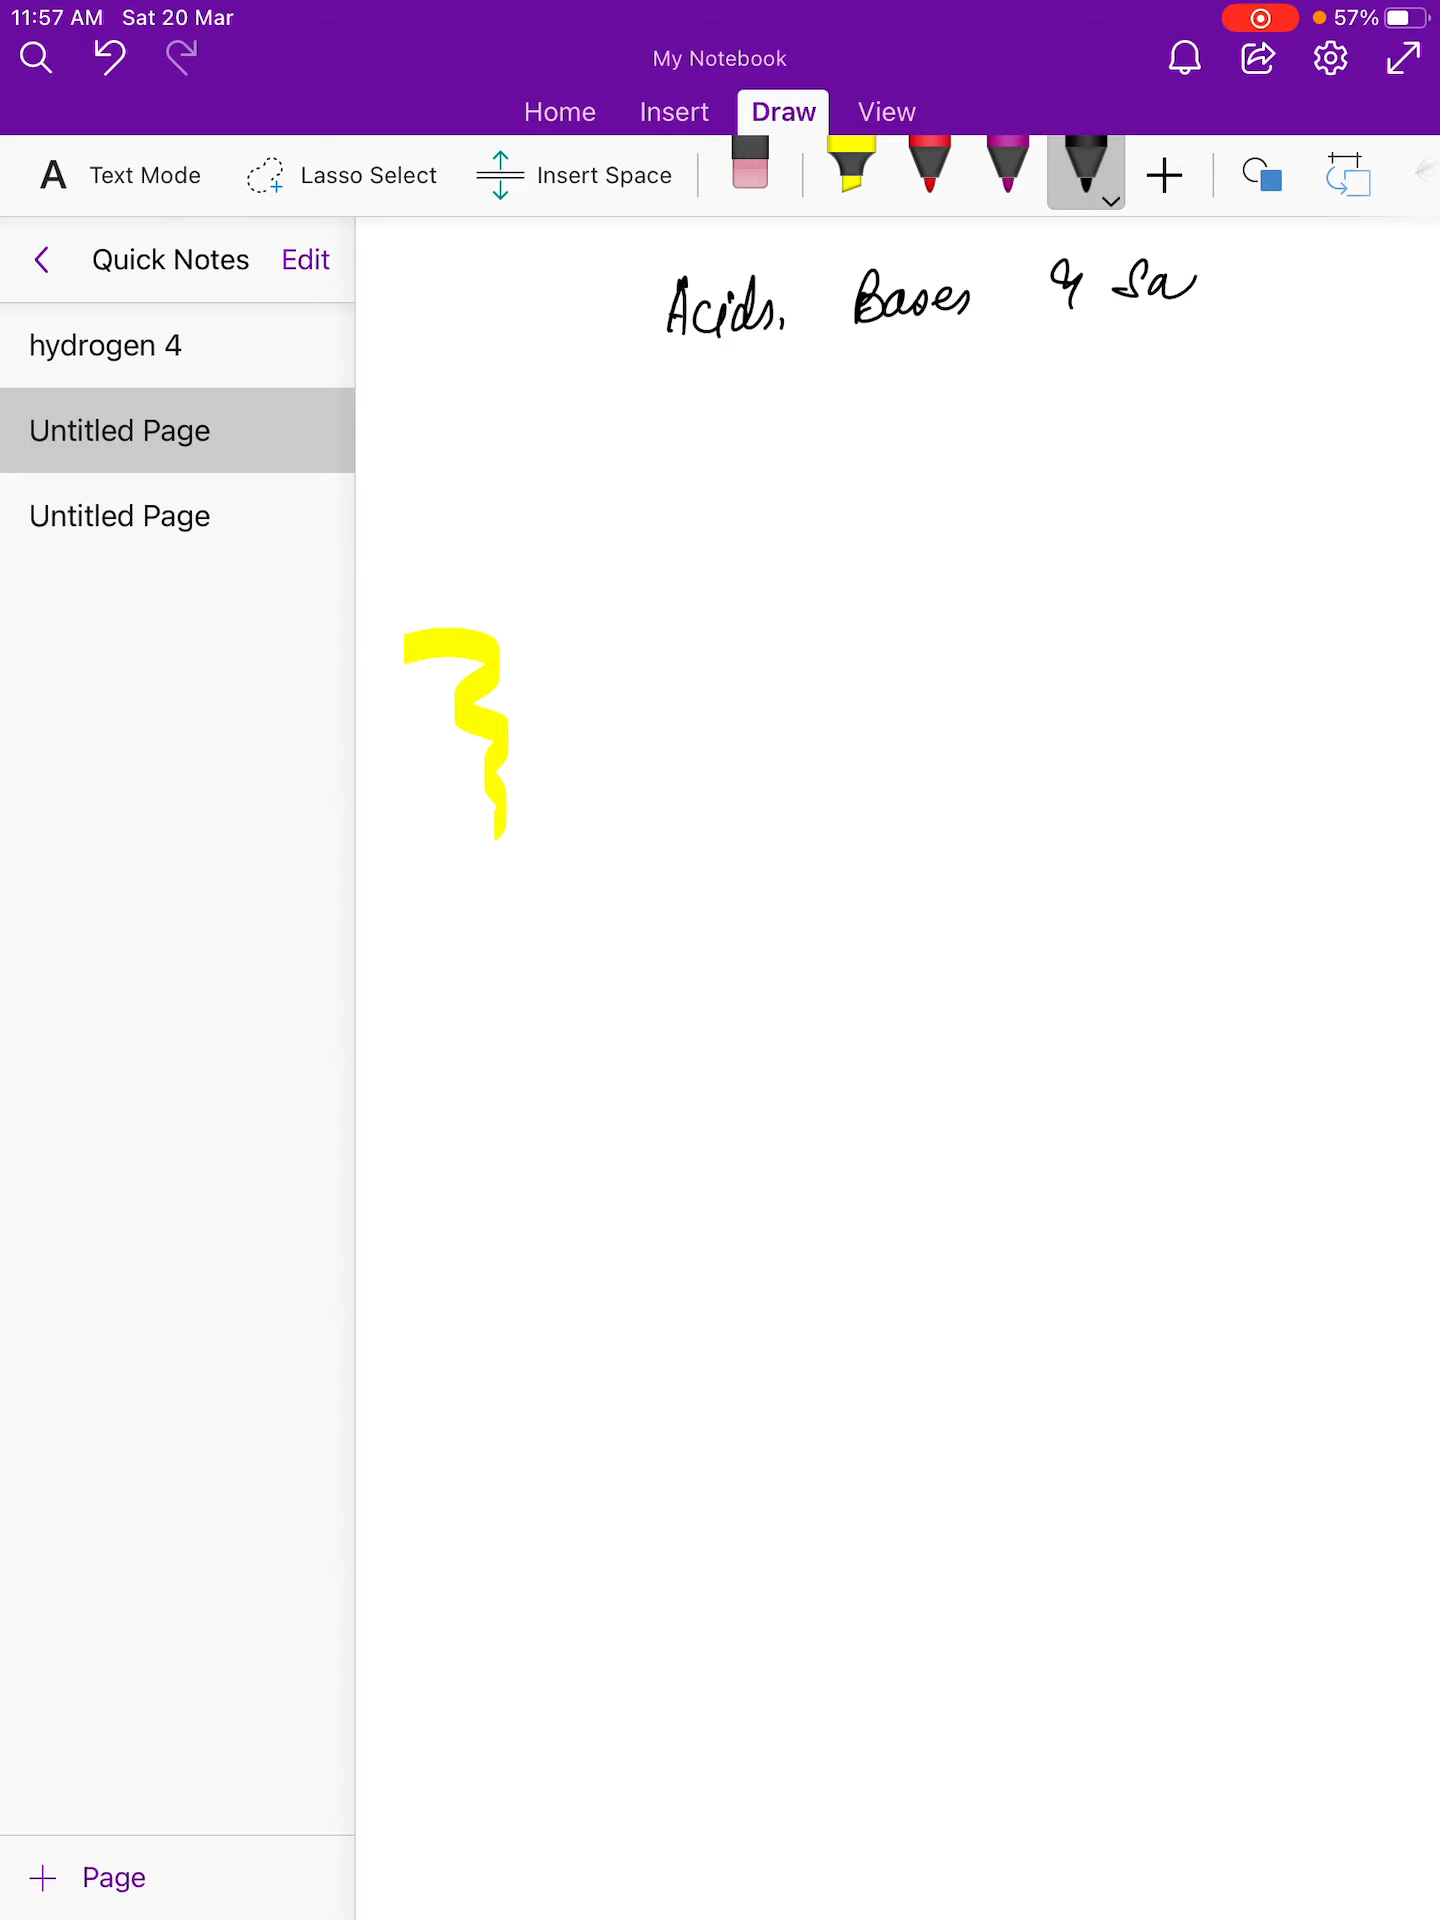 11:57 AM Sat 20 Mar 57%
My Notebook
Home Insert Draw View
A Text Mode Lasso Select Insert Space
Quick Notes Edit
Acids, Bases & Sa
hydrogen 4
Untitled Page
Untitled Page
Page